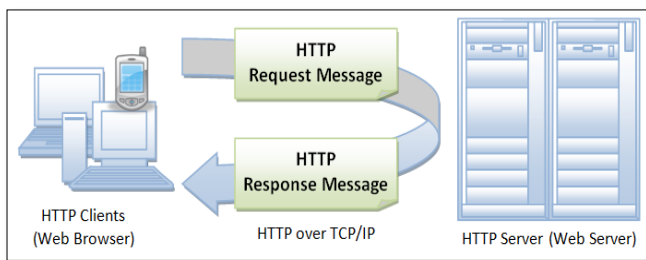 HTTP
Request Message
HTTP
Response Message
HTTP Clients
(Web Browser)
HTTP over TCP/IP
HTTP Server (Web Server)